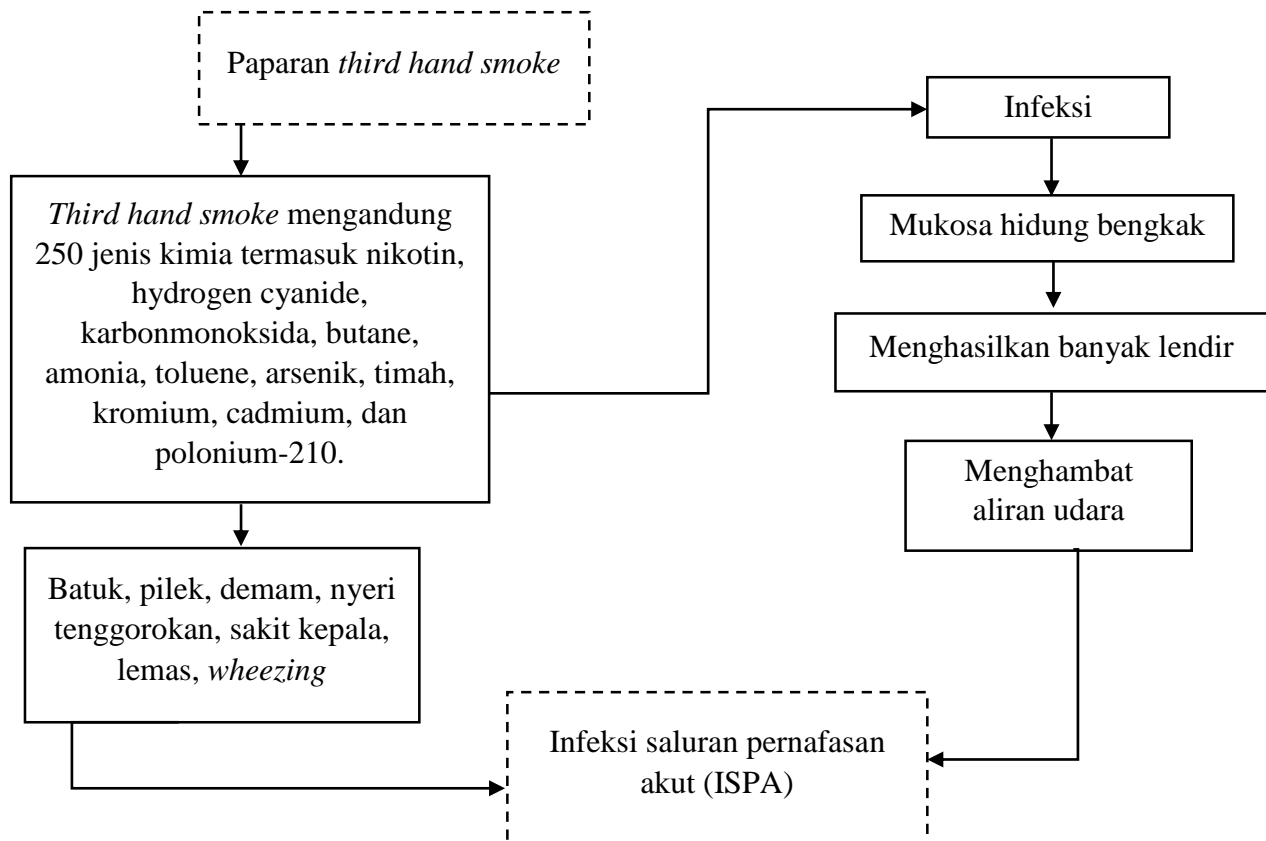 Paparan third hand smoke
Third hand smoke mengandung
250 jenis kimia termasuk nikotin,
hydrogen cyanide,
karbonmonoksida, butane,
amonia, toluene, arsenik, timah,
kromium, cadmium, dan
polonium-210.
Batuk, pilek, demam, nyeri
tenggorokan, sakit kepala,
lemas, wheezing
Infeksi
Mukosa hidung bengkak
Menghasilkan banyak lendir
Menghambat
aliran udara
Infeksi saluran pernafasan
akut (ISPA)